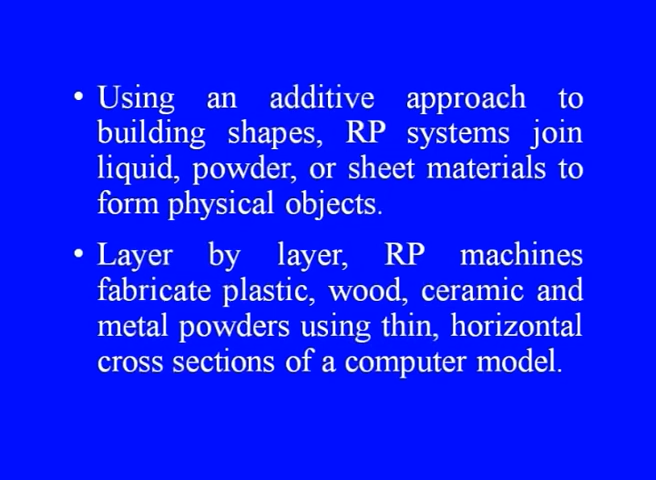 • Using an additive approach to
building shapes, RP systems join
liquid, powder, or sheet materials to
form physical objects.
• Layer by layer, RP machines
fabricate plastic, wood, ceramic and
metal powders using thin, horizontal
cross sections of a computer model.